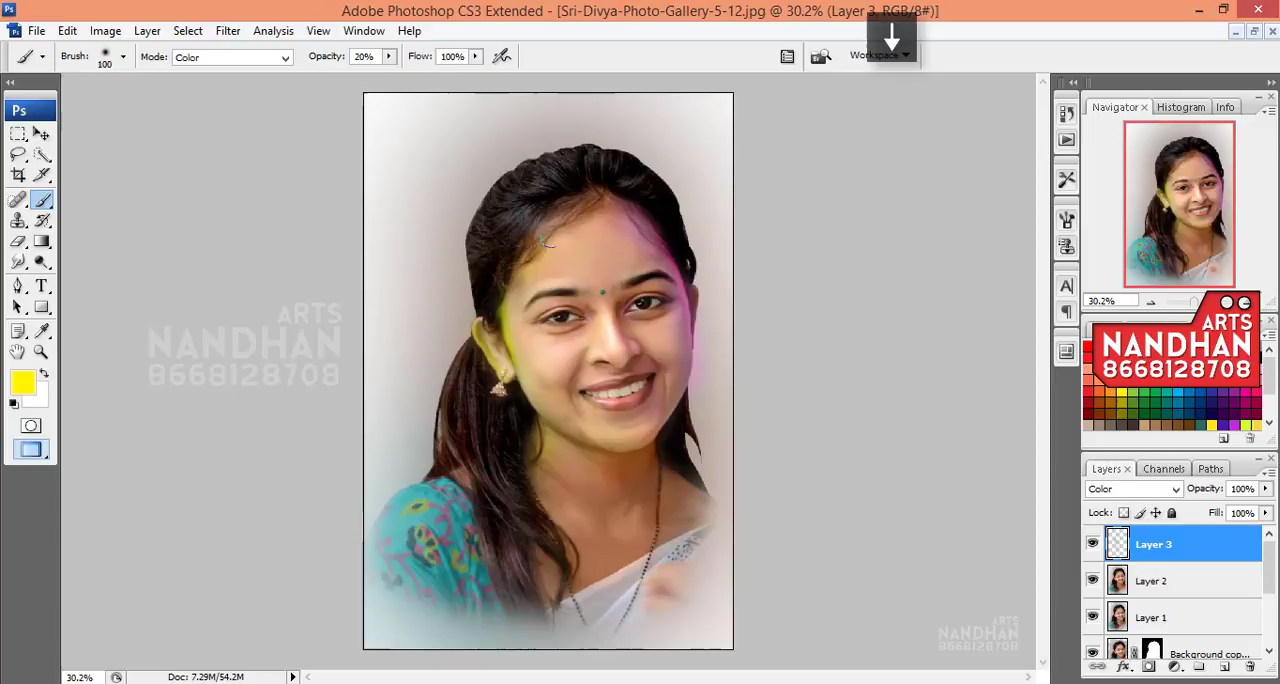 Ps Adobe Photoshop CS3 Extended - [Sri-Divya-Photo-Gallery-5-12.jpg @ 30.2% (Layer 3, RGB/8#)]
File Edit Image Layer Select Filter Analysis View Window Help
Brush: 100 Mode: Color Opacity: 20% Flow: 100% Workspace
Ps
Navigator Histogram Info
30.2%
ARTS
NANDHAN
8668128708
ARTS
NANDHAN
8668128708
Layers Channels Paths
Color Opacity: 100%
Lock: Fill: 100%
Layer 3
Layer 2
Layer 1
Background cop...
ARTS
NANDHAN
8668128708
30.2% Doc: 7.29M/54.2M